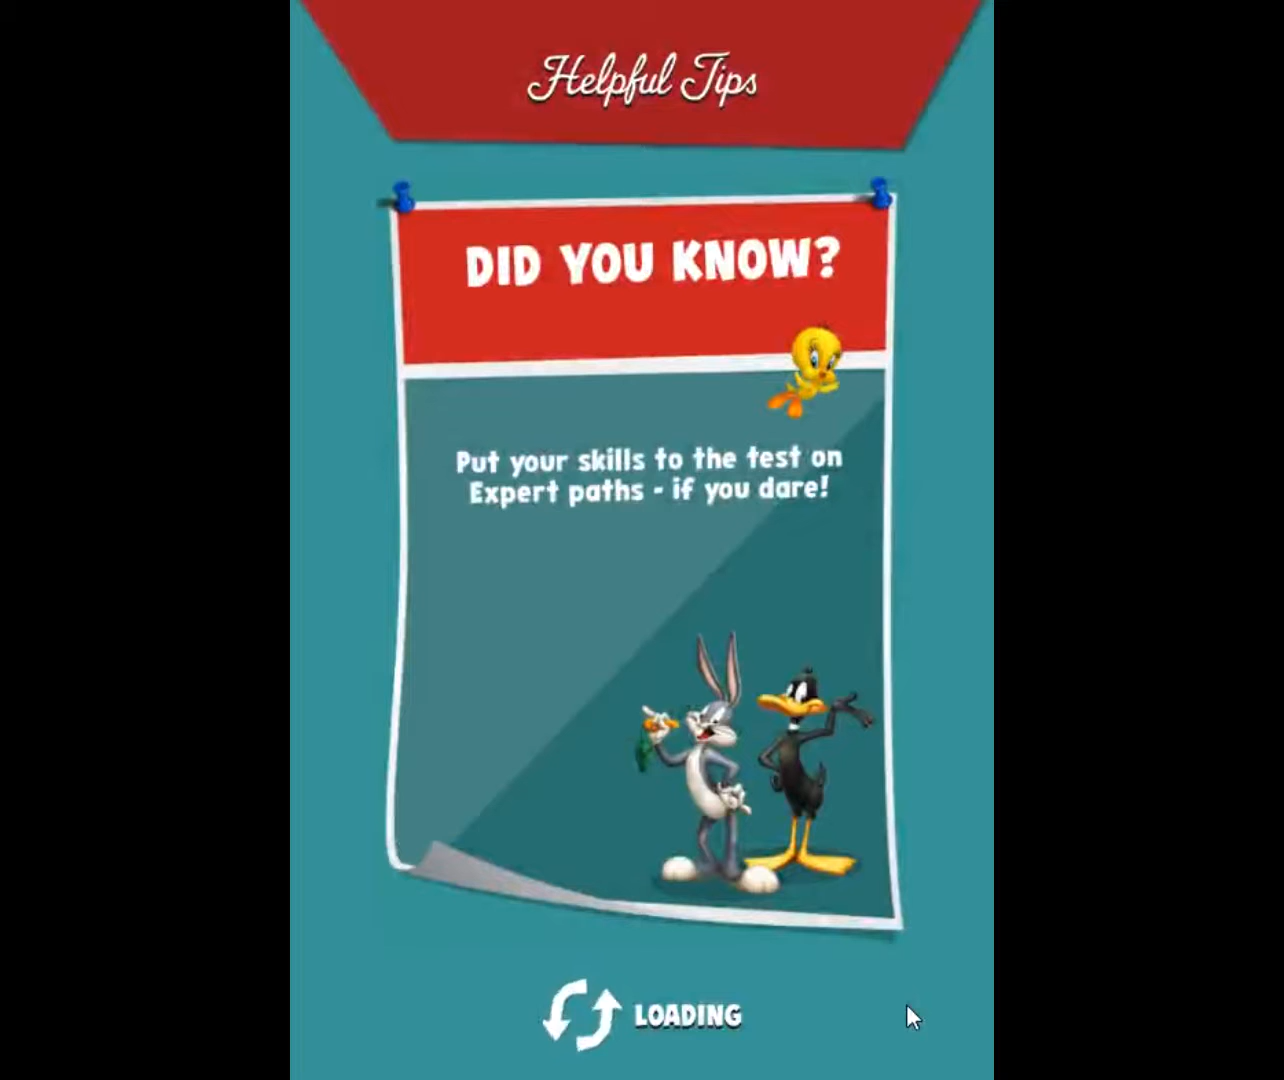 Helpful Tips
DID YOU KNOW?
Put your skills to the test on
Expert paths - if you dare!
LOADING